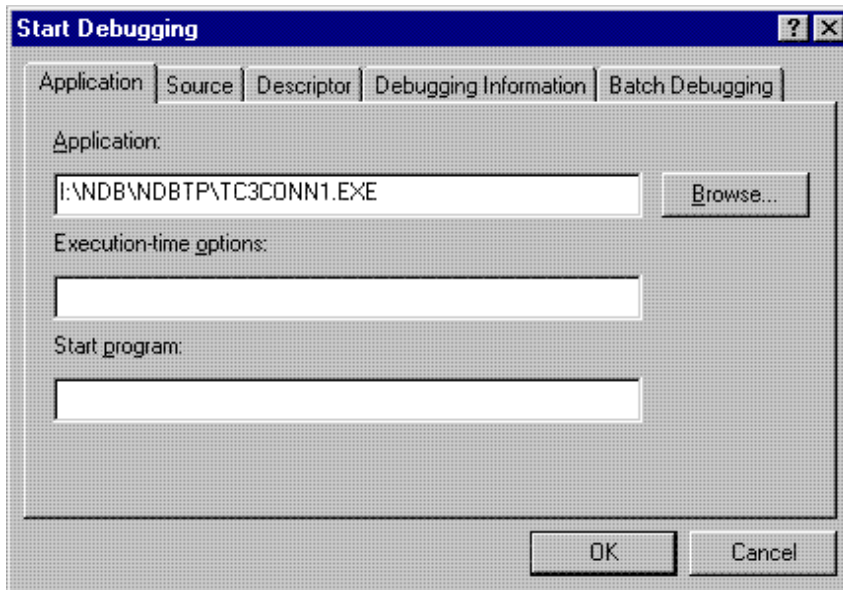 Start Debugging
Application Source Descriptor Debugging Information Batch Debugging
Application:
I:\NDB\NDBTP\TC3CONN1.EXE Browse...
Execution-time options:
Start program:
OK Cancel